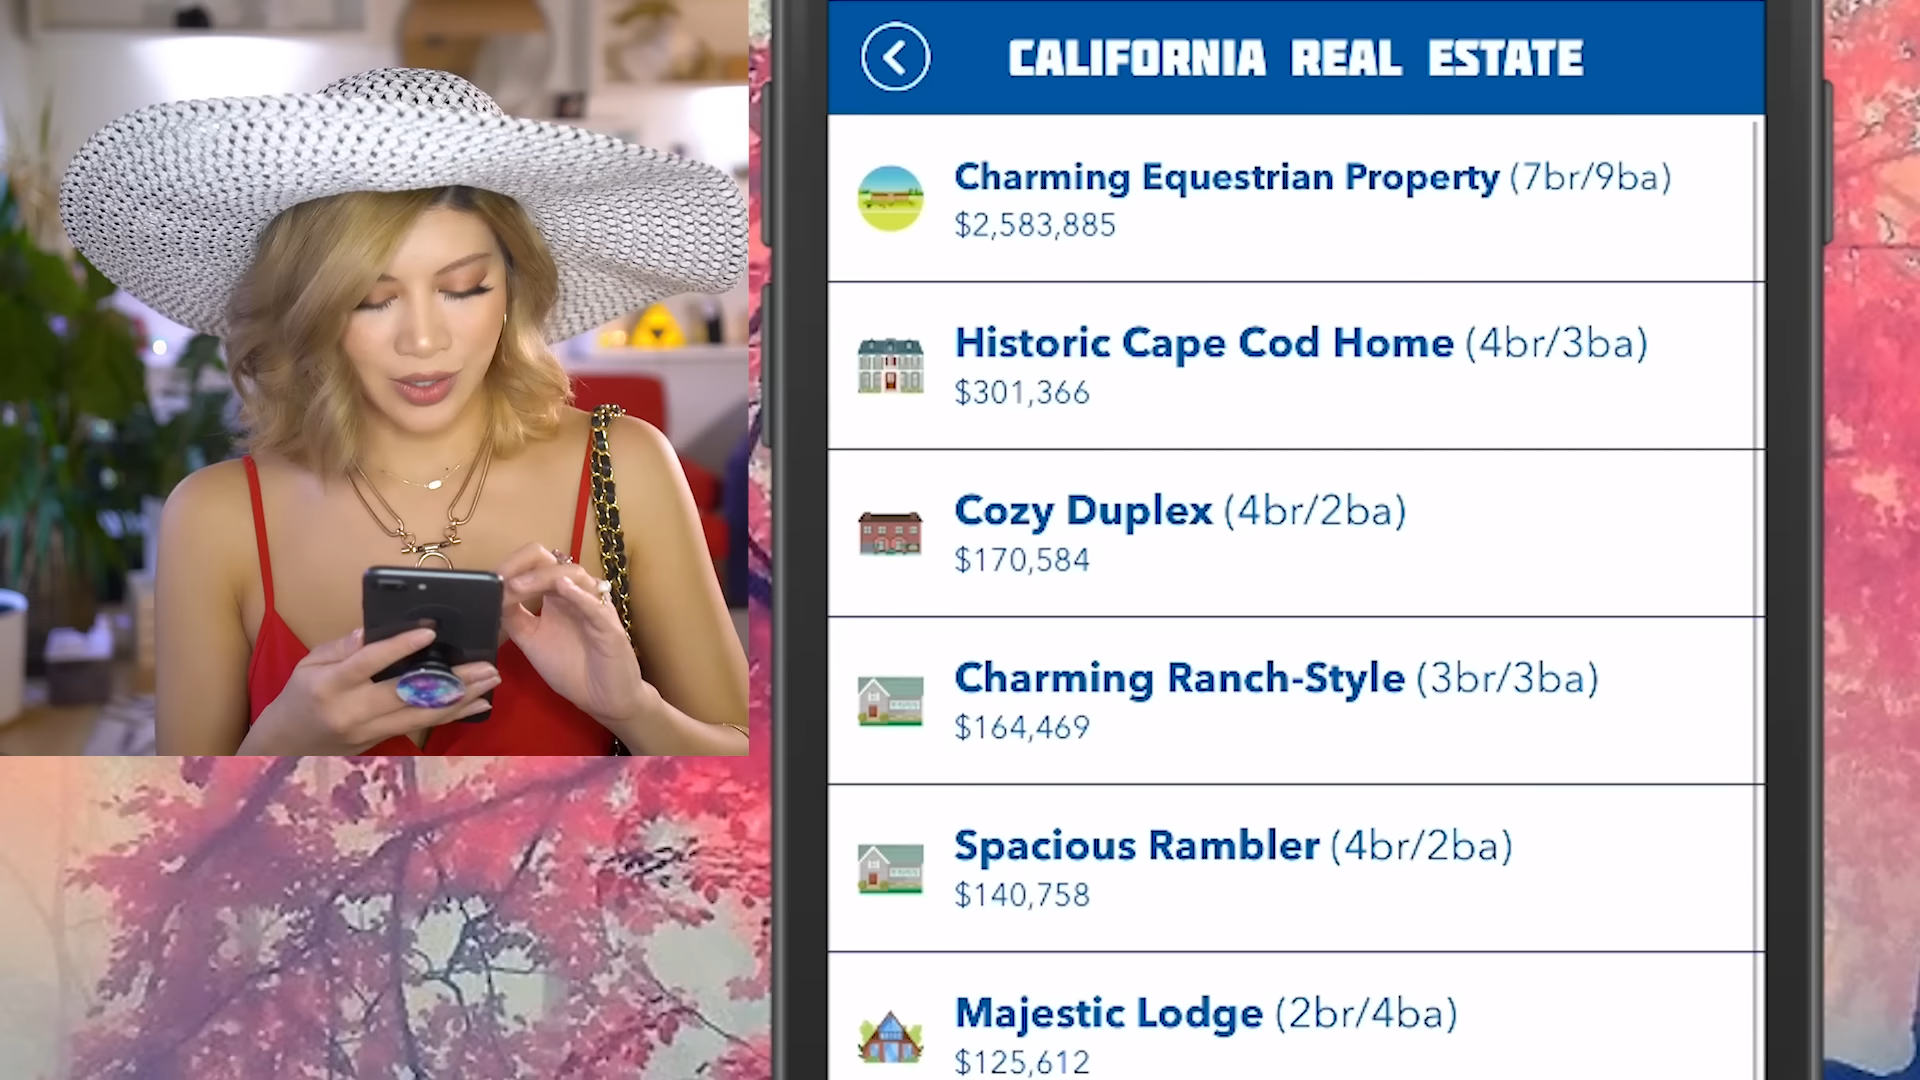 CALIFORNIA REAL ESTATE
Charming Equestrian Property (7br/9ba)
$2,583,885
Historic Cape Cod Home (4br/3ba)
$301,366
Cozy Duplex (4br/2ba)
$170,584
Charming Ranch-Style (3br/3ba)
$164,469
Spacious Rambler (4br/2ba)
$140,758
Majestic Lodge (2br/4ba)
$125,612